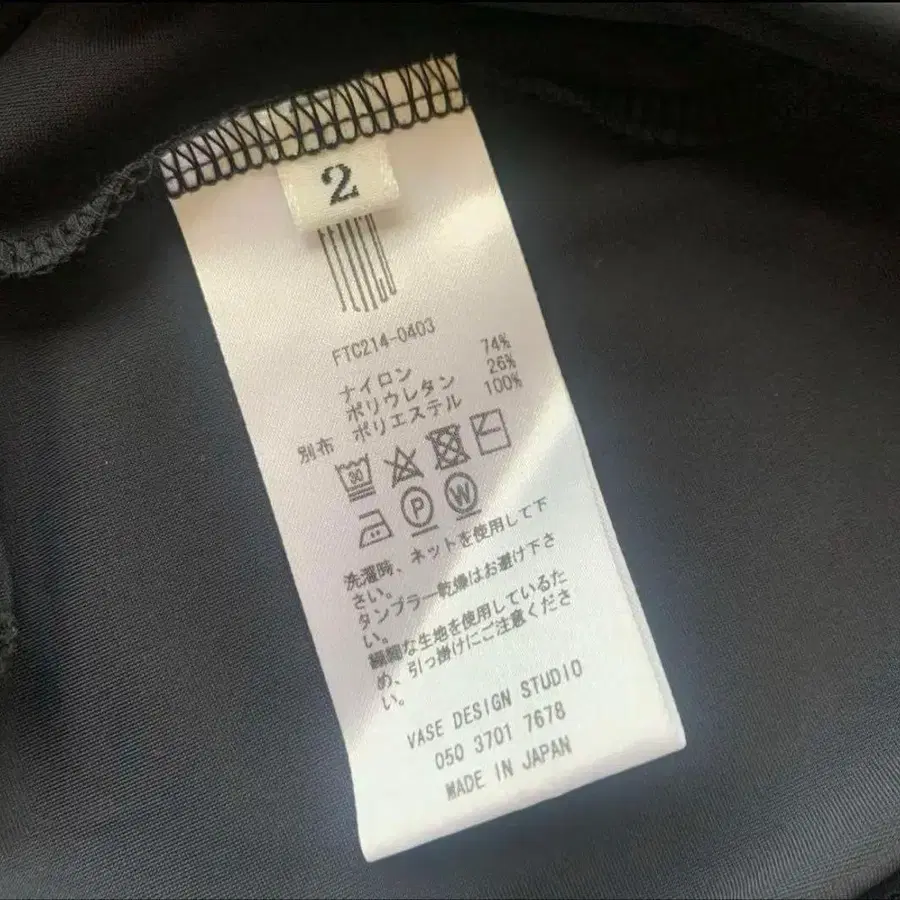 2
FETICO
FTC214-0403
ナイロン 74%
ポリウレタン 26%
別布 ポリエステル 100%
30
P W
洗濯時、ネットを使用して下
さい。
タンブラー乾燥はお避け下さ
い。
繊細な生地を使用しているた
め、引っ掛けにご注意くださ
い。
VASE DESIGN STUDIO
050 3701 7678
MADE IN JAPAN